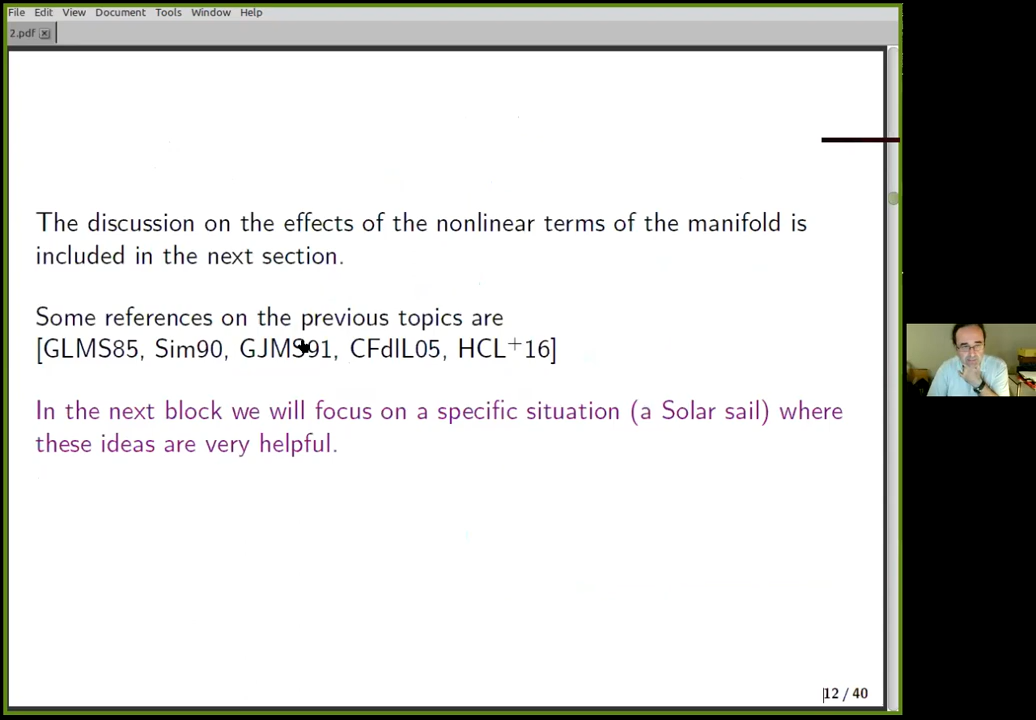 File Edit View Document Tools Window Help
2.pdf
The discussion on the effects of the nonlinear terms of the manifold is
included in the next section.
Some references on the previous topics are
[GLMS85, Sim90, GJMS91, CFdlL05, HCL+16]
In the next block we will focus on a specific situation (a Solar sail) where
these ideas are very helpful.
12 / 40